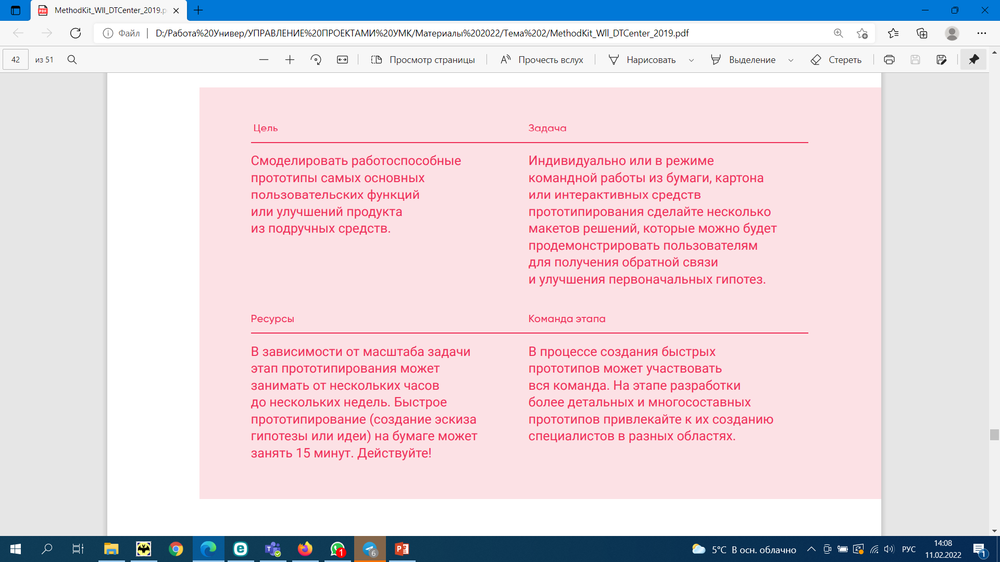 MethodKit_Wll_DTCenter_2019.p
Файл
D:/Работа%20Универ/УПРАВЛЕНИЕ%20ПРОЕКТАМИ%20УМК/Материалы%202022/Тема%202/MethodKit_Wll_DTCenter_2019.pdf
42 из 51
Просмотр страницы
Прочесть вслух
Нарисовать
Выделение
Стереть
Цель
Смоделировать работоспособные
прототипы самых основных
пользовательских функций
или улучшений продукта
из подручных средств.
Задача
Индивидуально или в режиме
командной работы из бумаги, картона
или интерактивных средств
прототипирования сделайте несколько
макетов решений, которые можно будет
продемонстрировать пользователям
для получения обратной связи
и улучшения первоначальных гипотез.
Ресурсы
В зависимости от масштаба задачи
этап прототипирования может
занимать от нескольких часов
до нескольких недель. Быстрое
прототипирование (создание эскиза
гипотезы или идеи) на бумаге может
занять 15 минут. Действуйте!
Команда этапа
В процессе создания быстрых
прототипов может участвовать
вся команда. На этапе разработки
более детальных и многосоставных
прототипов привлекайте к их созданию
специалистов в разных областях.
1
6
5°C В осн. облачно
РУС
14:08
11.02.2022
1